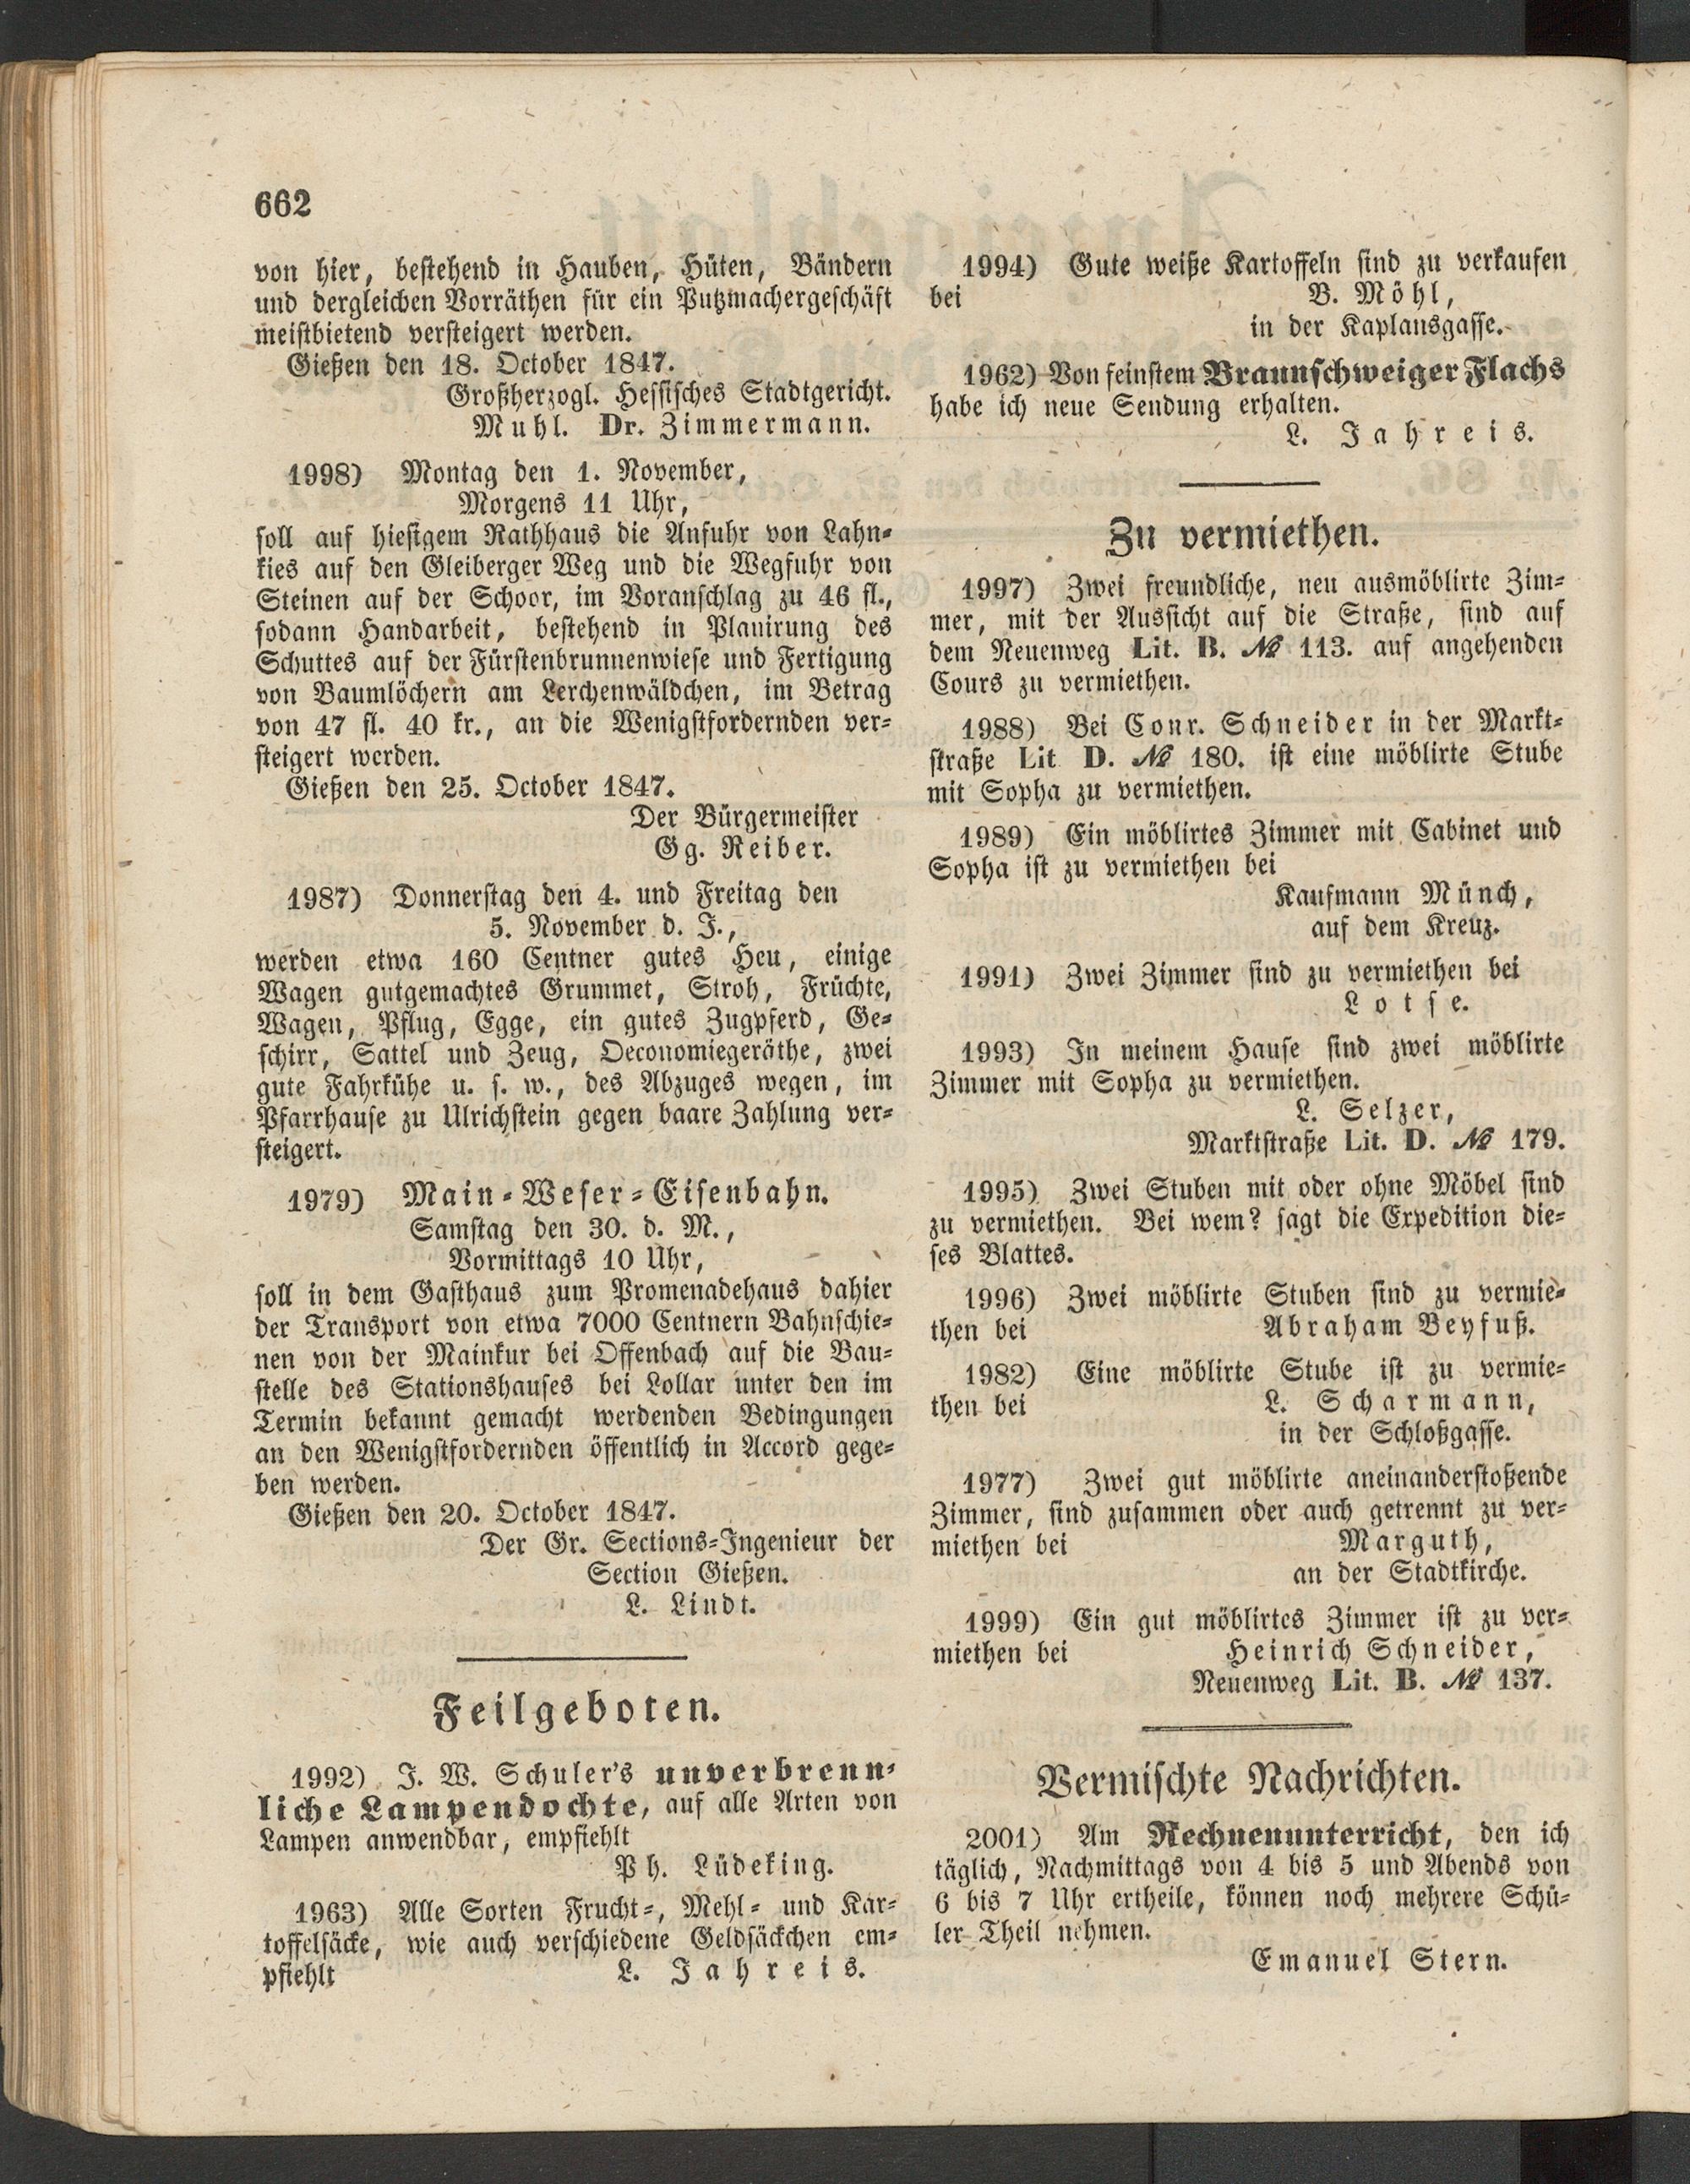 662
von hier, bestehend in Hauben, Hüten, Bändern
und dergleichen Vorräthen für ein Putzmachergeschäft
meistbietend versteigert werden.
Gießen den 18. October 1847.
Großherzogl. Hessisches Stadtgericht.
Muhl. Dr. Zimmermann.
1998) Montag den 1. November,
Morgens 11 Uhr,
soll auf hiesigem Rathhaus die Anfuhr von Lahn-
kies auf den Gleiberger Weg und die Wegfuhr von
Steinen auf der Schoor, im Voranschlag zu 46 fl.,
sodann Handarbeit, bestehend in Planirung des
Schuttes auf der Fürstenbrunnenwiese und Fertigung
von Baumlöchern am Lerchenwäldchen, im Betrag
von 47 fl. 40 kr., an die Wenigstfordernden ver-
steigert werden.
Gießen den 25. October 1847.
Der Bürgermeister
Gg. Reiber.
1987) Donnerstag den 4. und Freitag den
5. November d. J.,
werden etwa 160 Centner gutes Heu, einige
Wagen gutgemachtes Grummet, Stroh, Früchte,
Wagen, Pflug, Egge, ein gutes Zugpferd, Ge-
schirr, Sattel und Zeug, Oeconomiegeräthe, zwei
gute Fahrkühe u. s. w., des Abzuges wegen, im
Pfarrhause zu Ulrichstein gegen baare Zahlung ver-
steigert.
1979) Main-Weser-Eisenbahn.
Samstag den 30. d. M.,
Vormittags 10 Uhr,
soll in dem Gasthaus zum Promenadehaus dahier
der Transport von etwa 7000 Centnern Bahnschie-
nen von der Mainkur bei Offenbach auf die Bau-
stelle des Stationshauses bei Lollar unter den im
Termin bekannt gemacht werdenden Bedingungen
an den Wenigstfordernden öffentlich in Accord gege-
ben werden.
Gießen den 20. October 1847.
Der Gr. Sections-Ingenieur der
Section Gießen.
L. Lindt.
Feilgeboten.
1992) J. W. Schuler's unverbrenn-
liche Lampendochte, auf alle Arten von
Lampen anwendbar, empfiehlt
Ph. Lüdeking.
1963) Alle Sorten Frucht-, Mehl- und Kar-
toffelsäcke, wie auch verschiedene Geldsäckchen em-
pfiehlt L. Jahreis.
1994) Gute weiße Kartoffeln sind zu verkaufen
bei B. Möhl,
in der Kaplansgasse.
1962) Von feinstem Braunschweiger Flachs
habe ich neue Sendung erhalten.
L. Jahreis.
Zu vermiethen.
1997) Zwei freundliche, neu ausmöblirte Zim-
mer, mit der Aussicht auf die Straße, sind auf
dem Neuenweg Lit. B. № 113. auf angehenden
Cours zu vermiethen.
1988) Bei Conr. Schneider in der Markt-
straße Lit D. № 180. ist eine möblirte Stube
mit Sopha zu vermiethen.
1989) Ein möblirtes Zimmer mit Cabinet und
Sopha ist zu vermiethen bei
Kaufmann Münch,
auf dem Kreuz.
1991) Zwei Zimmer sind zu vermiethen bei
Lotse.
1993) In meinem Hause sind zwei möblirte
Zimmer mit Sopha zu vermiethen.
L. Selzer,
Marktstraße Lit. D. № 179.
1995) Zwei Stuben mit oder ohne Möbel sind
zu vermiethen. Bei wem? sagt die Expedition die-
ses Blattes.
1996) Zwei möblirte Stuben sind zu vermie-
then bei Abraham Beyfuß.
1982) Eine möblirte Stube ist zu vermie-
then bei L. Scharmann,
in der Schloßgasse.
1977) Zwei gut möblirte aneinanderstoßende
Zimmer, sind zusammen oder auch getrennt zu ver-
miethen bei Marguth,
an der Stadtkirche.
1999) Ein gut möblirtes Zimmer ist zu ver-
miethen bei Heinrich Schneider,
Neuenweg Lit. B. № 137.
Vermischte Nachrichten.
2001) Am Rechnenunterricht, den ich
täglich, Nachmittags von 4 bis 5 und Abends von
6 bis 7 Uhr ertheile, können noch mehrere Schü-
ler Theil nehmen.
Emanuel Stern.